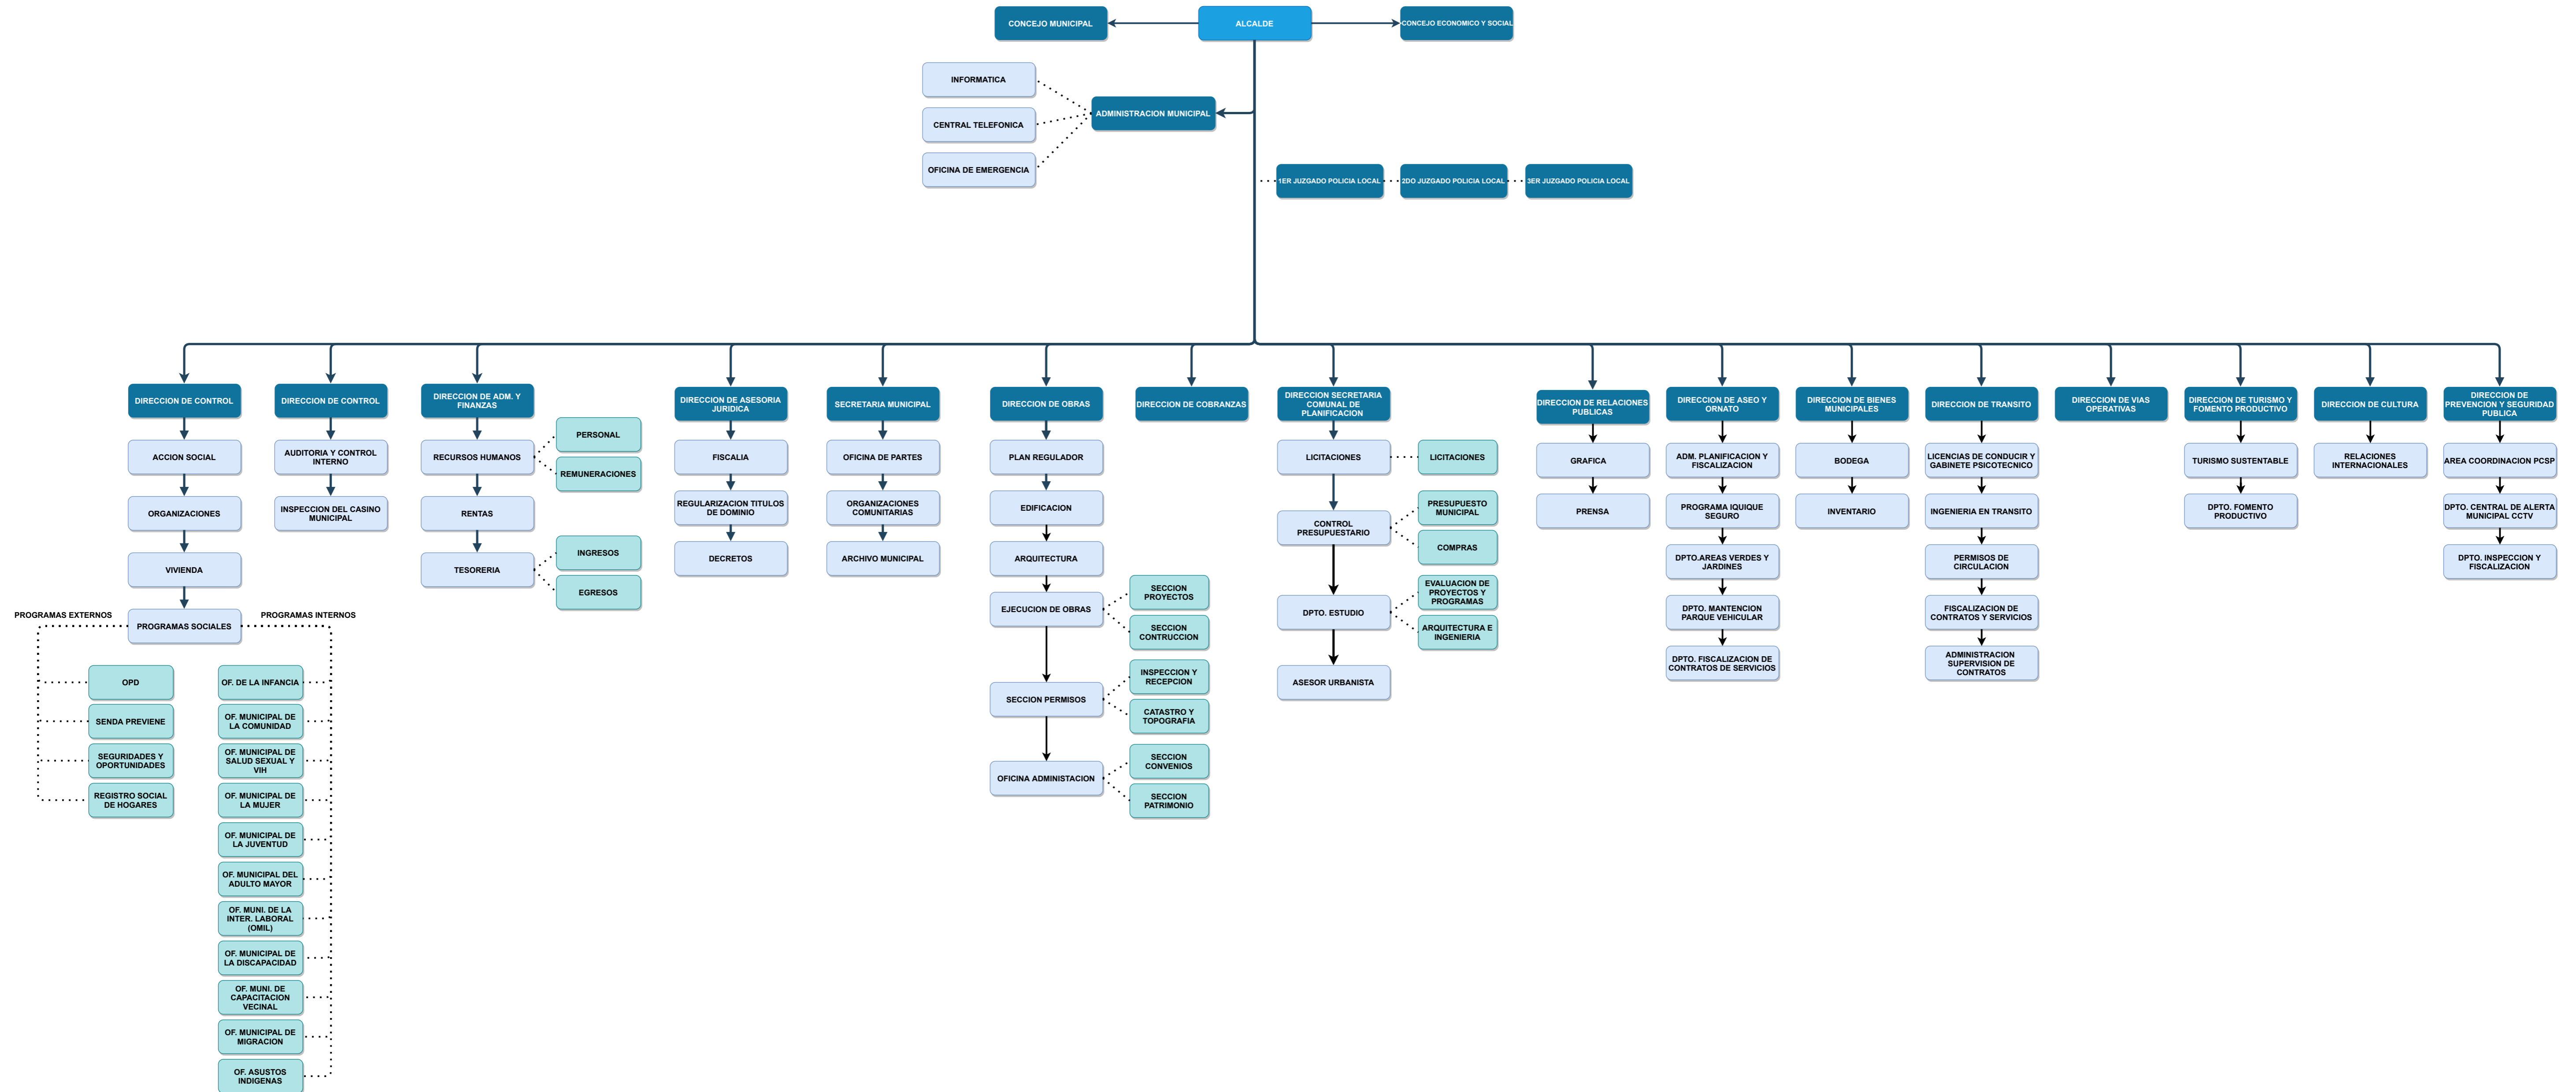 CONCEJO MUNICIPAL
ALCALDE
CONCEJO ECONOMICO Y SOCIAL
INFORMATICA
CENTRAL TELEFONICA
OFICINA DE EMERGENCIA
ADMINISTRACION MUNICIPAL
1ER JUZGADO POLICIA LOCAL
2DO JUZGADO POLICIA LOCAL
3ER JUZGADO POLICIA LOCAL
DIRECCION DE CONTROL
ACCION SOCIAL
ORGANIZACIONES
VIVIENDA
PROGRAMAS SOCIALES
PROGRAMAS EXTERNOS
OPD
SENDA PREVIENE
SEGURIDADES Y
OPORTUNIDADES
REGISTRO SOCIAL
DE HOGARES
PROGRAMAS INTERNOS
OF. DE LA INFANCIA
OF. MUNICIPAL DE
LA COMUNIDAD
OF. MUNICIPAL DE
SALUD SEXUAL Y
VIH
OF. MUNICIPAL DE
LA MUJER
OF. MUNICIPAL DE
LA JUVENTUD
OF. MUNICIPAL DEL
ADULTO MAYOR
OF. MUNI. DE LA
INTER. LABORAL
(OMIL)
OF. MUNICIPAL DE
LA DISCAPACIDAD
OF. MUNI. DE
CAPACITACION
VECINAL
OF. MUNICIPAL DE
MIGRACION
OF. ASUSTOS
INDIGENAS
DIRECCION DE CONTROL
AUDITORIA Y CONTROL
INTERNO
INSPECCION DEL CASINO
MUNICIPAL
DIRECCION DE ADM. Y
FINANZAS
RECURSOS HUMANOS
PERSONAL
REMUNERACIONES
RENTAS
TESORERIA
INGRESOS
EGRESOS
DIRECCION DE ASESORIA
JURIDICA
FISCALIA
REGULARIZACION TITULOS
DE DOMINIO
DECRETOS
SECRETARIA MUNICIPAL
OFICINA DE PARTES
ORGANIZACIONES
COMUNITARIAS
ARCHIVO MUNICIPAL
DIRECCION DE OBRAS
PLAN REGULADOR
EDIFICACION
ARQUITECTURA
EJECUCION DE OBRAS
SECCION
PROYECTOS
SECCION
CONTRUCCION
SECCION PERMISOS
INSPECCION Y
RECEPCION
CATASTRO Y
TOPOGRAFIA
OFICINA ADMINISTACION
SECCION
CONVENIOS
SECCION
PATRIMONIO
DIRECCION DE COBRANZAS
DIRECCION SECRETARIA
COMUNAL DE
PLANIFICACION
LICITACIONES
LICITACIONES
CONTROL
PRESUPUESTARIO
PRESUPUESTO
MUNICIPAL
COMPRAS
DPTO. ESTUDIO
EVALUACION DE
PROYECTOS Y
PROGRAMAS
ARQUITECTURA E
INGENIERIA
ASESOR URBANISTA
DIRECCION DE RELACIONES
PUBLICAS
GRAFICA
PRENSA
DIRECCION DE ASEO Y
ORNATO
ADM. PLANIFICACION Y
FISCALIZACION
PROGRAMA IQUIQUE
SEGURO
DPTO.AREAS VERDES Y
JARDINES
DPTO. MANTENCION
PARQUE VEHICULAR
DPTO. FISCALIZACION DE
CONTRATOS DE SERVICIOS
DIRECCION DE BIENES
MUNICIPALES
BODEGA
INVENTARIO
DIRECCION DE TRANSITO
LICENCIAS DE CONDUCIR Y
GABINETE PSICOTECNICO
INGENIERIA EN TRANSITO
PERMISOS DE
CIRCULACION
FISCALIZACION DE
CONTRATOS Y SERVICIOS
ADMINISTRACION
SUPERVISION DE
CONTRATOS
DIRECCION DE VIAS
OPERATIVAS
DIRECCION DE TURISMO Y
FOMENTO PRODUCTIVO
TURISMO SUSTENTABLE
DPTO. FOMENTO
PRODUCTIVO
DIRECCION DE CULTURA
RELACIONES
INTERNACIONALES
DIRECCION DE
PREVENCION Y SEGURIDAD
PUBLICA
AREA COORDINACION PCSP
DPTO. CENTRAL DE ALERTA
MUNICIPAL CCTV
DPTO. INSPECCION Y
FISCALIZACION